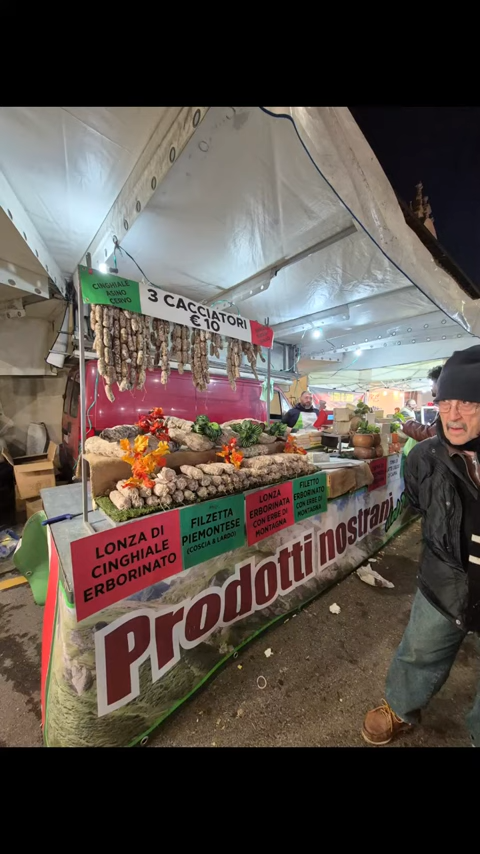 CINGHIALE
ASINO
CERVO
3 CACCIATORI
€ 10
LONZA DI
CINGHIALE
ERBORINATO
FILZETTA
PIEMONTESE
(COSCIA & LARDO)
LONZA
ERBORINATA
CON ERBE DI
MONTAGNA
FILETTO
ERBORINATO
CON ERBE DI
MONTAGNA
Prodotti nostrani